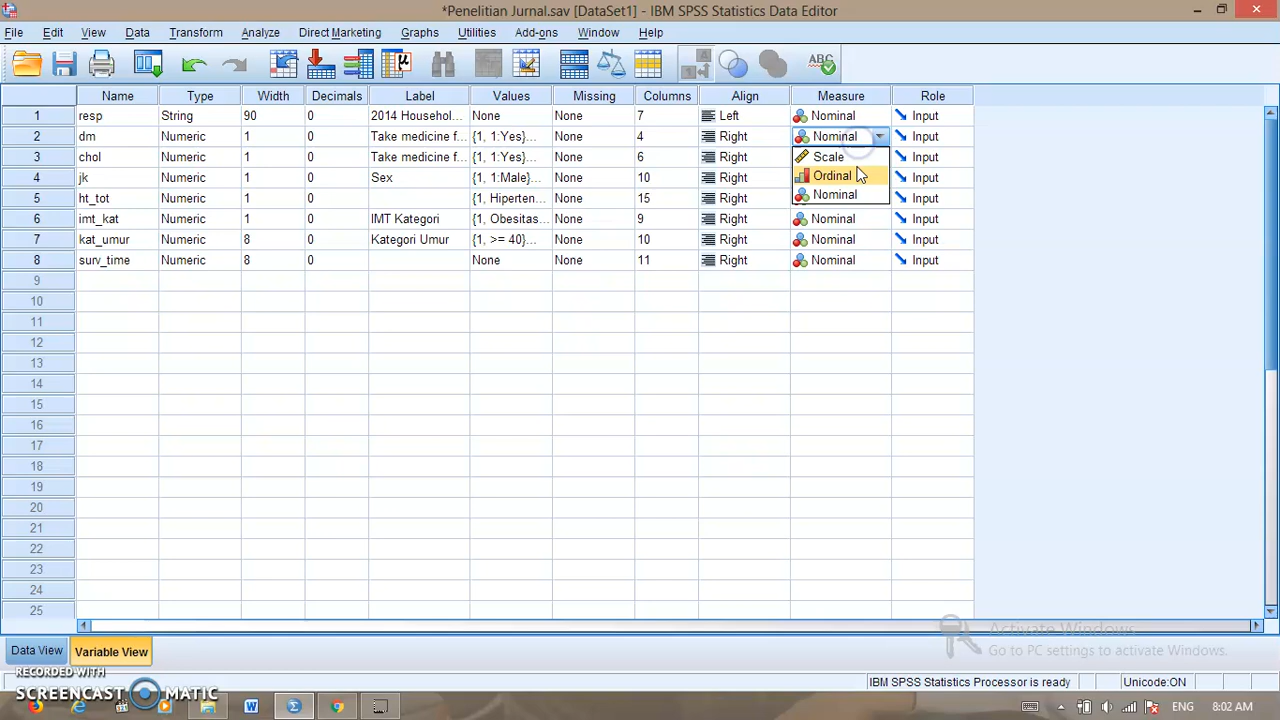 *Penelitian Jurnal.sav [DataSet1] - IBM SPSS Statistics Data Editor
File Edit View Data Transform Analyze Direct Marketing Graphs Utilities Add-ons Window Help
Name Type Width Decimals Label Values Missing Columns Align Measure Role
1 resp String 90 0 2014 Househol... None None 7 Left Nominal Input
2 dm Numeric 1 0 Take medicine f... {1, 1:Yes}... None 4 Right Nominal Input
3 chol Numeric 1 0 Take medicine f... {1, 1:Yes}... None 6 Right Scale Input
4 jk Numeric 1 0 Sex {1, 1:Male}... None 10 Right Ordinal Input
5 ht_tot Numeric 1 0 {1, Hiperten... None 15 Right Nominal Input
6 imt_kat Numeric 1 0 IMT Kategori {1, Obesitas... None 9 Right Nominal Input
7 kat_umur Numeric 8 0 Kategori Umur {1, >= 40}... None 10 Right Nominal Input
8 surv_time Numeric 8 0 None None 11 Right Nominal Input
9
10
11
12
13
14
15
16
17
18
19
20
21
22
23
24
25
Activate Windows
Go to PC settings to activate Windows.
Data View Variable View
IBM SPSS Statistics Processor is ready Unicode:ON
RECORDED WITH
SCREENCAST MATIC
ENG 8:02 AM